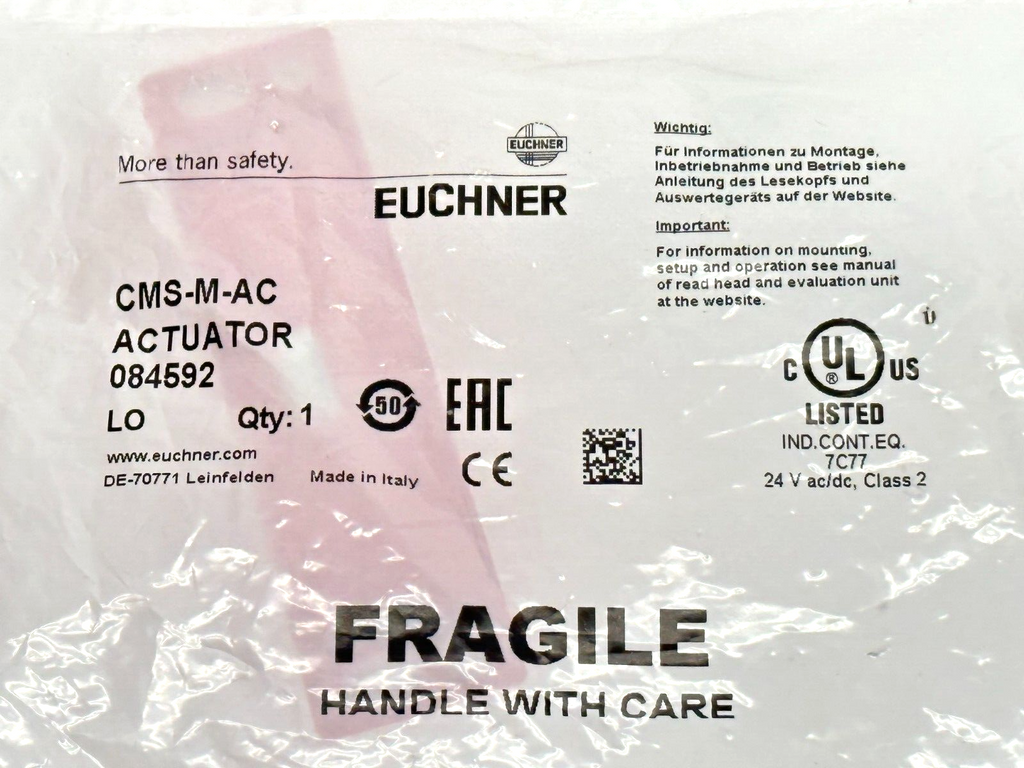 More than safety.
EUCHNER
EUCHNER
CMS-M-AC
ACTUATOR
084592
LO Qty: 1
www.euchner.com
DE-70771 Leinfelden Made in Italy
50
EAC
CE
Wichtig:
Für Informationen zu Montage,
Inbetriebnahme und Betrieb siehe
Anleitung des Lesekopfs und
Auswertegeräts auf der Website.
Important:
For information on mounting,
setup and operation see manual
of read head and evaluation unit
at the website.
C UL ® US
LISTED
IND.CONT.EQ.
7C77
24 V ac/dc, Class 2
FRAGILE
HANDLE WITH CARE